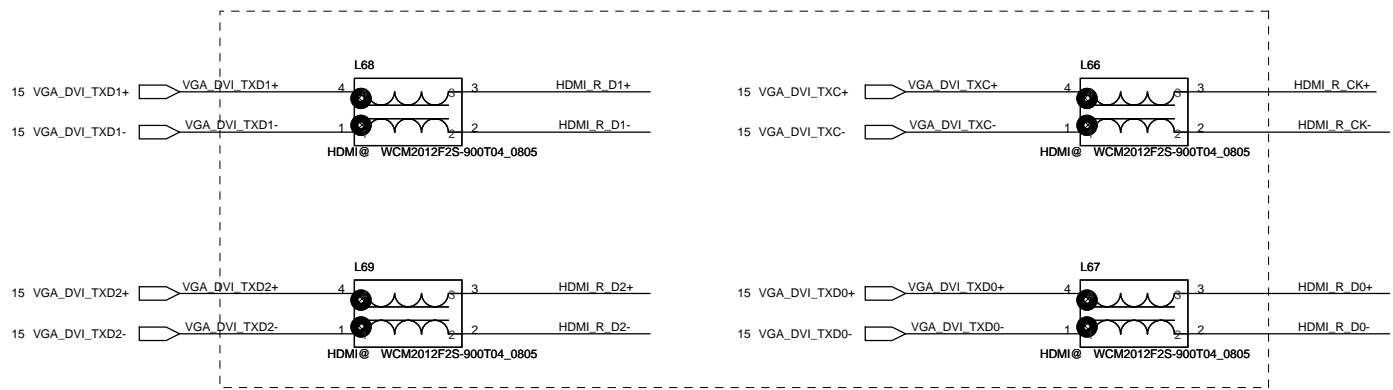 L68
15 VGA_DVI_TXD1+ VGA_DVI_TXD1+ 4 3 3 HDMI_R_D1+
15 VGA_DVI_TXD1- VGA_DVI_TXD1- 1 2 2 HDMI_R_D1-
HDMI@ WCM2012F2S-900T04_0805
L66
15 VGA_DVI_TXC+ VGA_DVI_TXC+ 4 3 3 HDMI_R_CK+
15 VGA_DVI_TXC- VGA_DVI_TXC- 1 2 2 HDMI_R_CK-
HDMI@ WCM2012F2S-900T04_0805
L69
15 VGA_DVI_TXD2+ VGA_DVI_TXD2+ 4 3 3 HDMI_R_D2+
15 VGA_DVI_TXD2- VGA_DVI_TXD2- 1 2 2 HDMI_R_D2-
HDMI@ WCM2012F2S-900T04_0805
L67
15 VGA_DVI_TXD0+ VGA_DVI_TXD0+ 4 3 3 HDMI_R_D0+
15 VGA_DVI_TXD0- VGA_DVI_TXD0- 1 2 2 HDMI_R_D0-
HDMI@ WCM2012F2S-900T04_0805